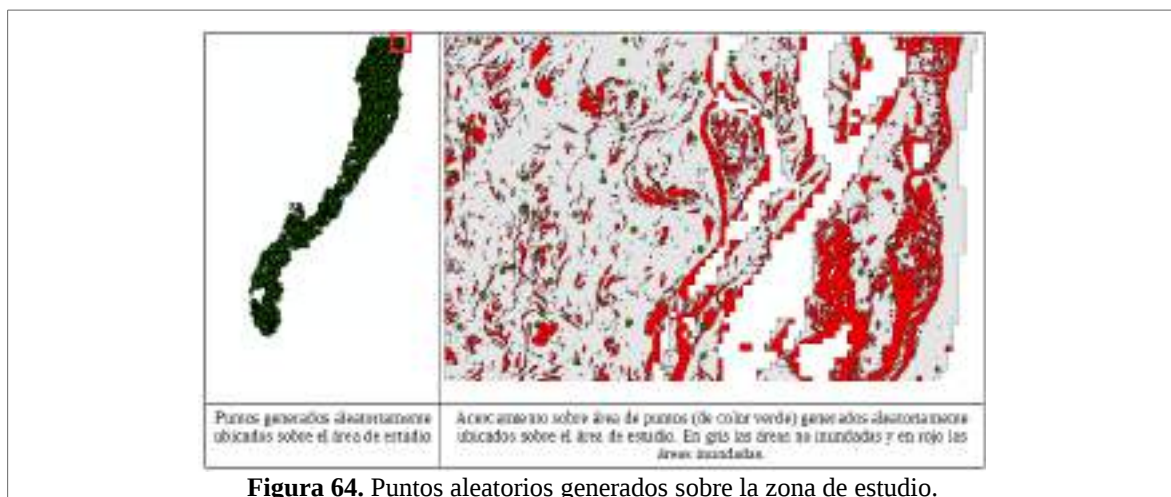 Puntos generados aleatoriamente
ubicados sobre el área de estudio
Acercamiento sobre área de puntos (de color verde) generados aleatoriamente
ubicados sobre el área de estudio. En gris las áreas no inundadas y en rojo las
áreas inundadas.
Figura 64. Puntos aleatorios generados sobre la zona de estudio.